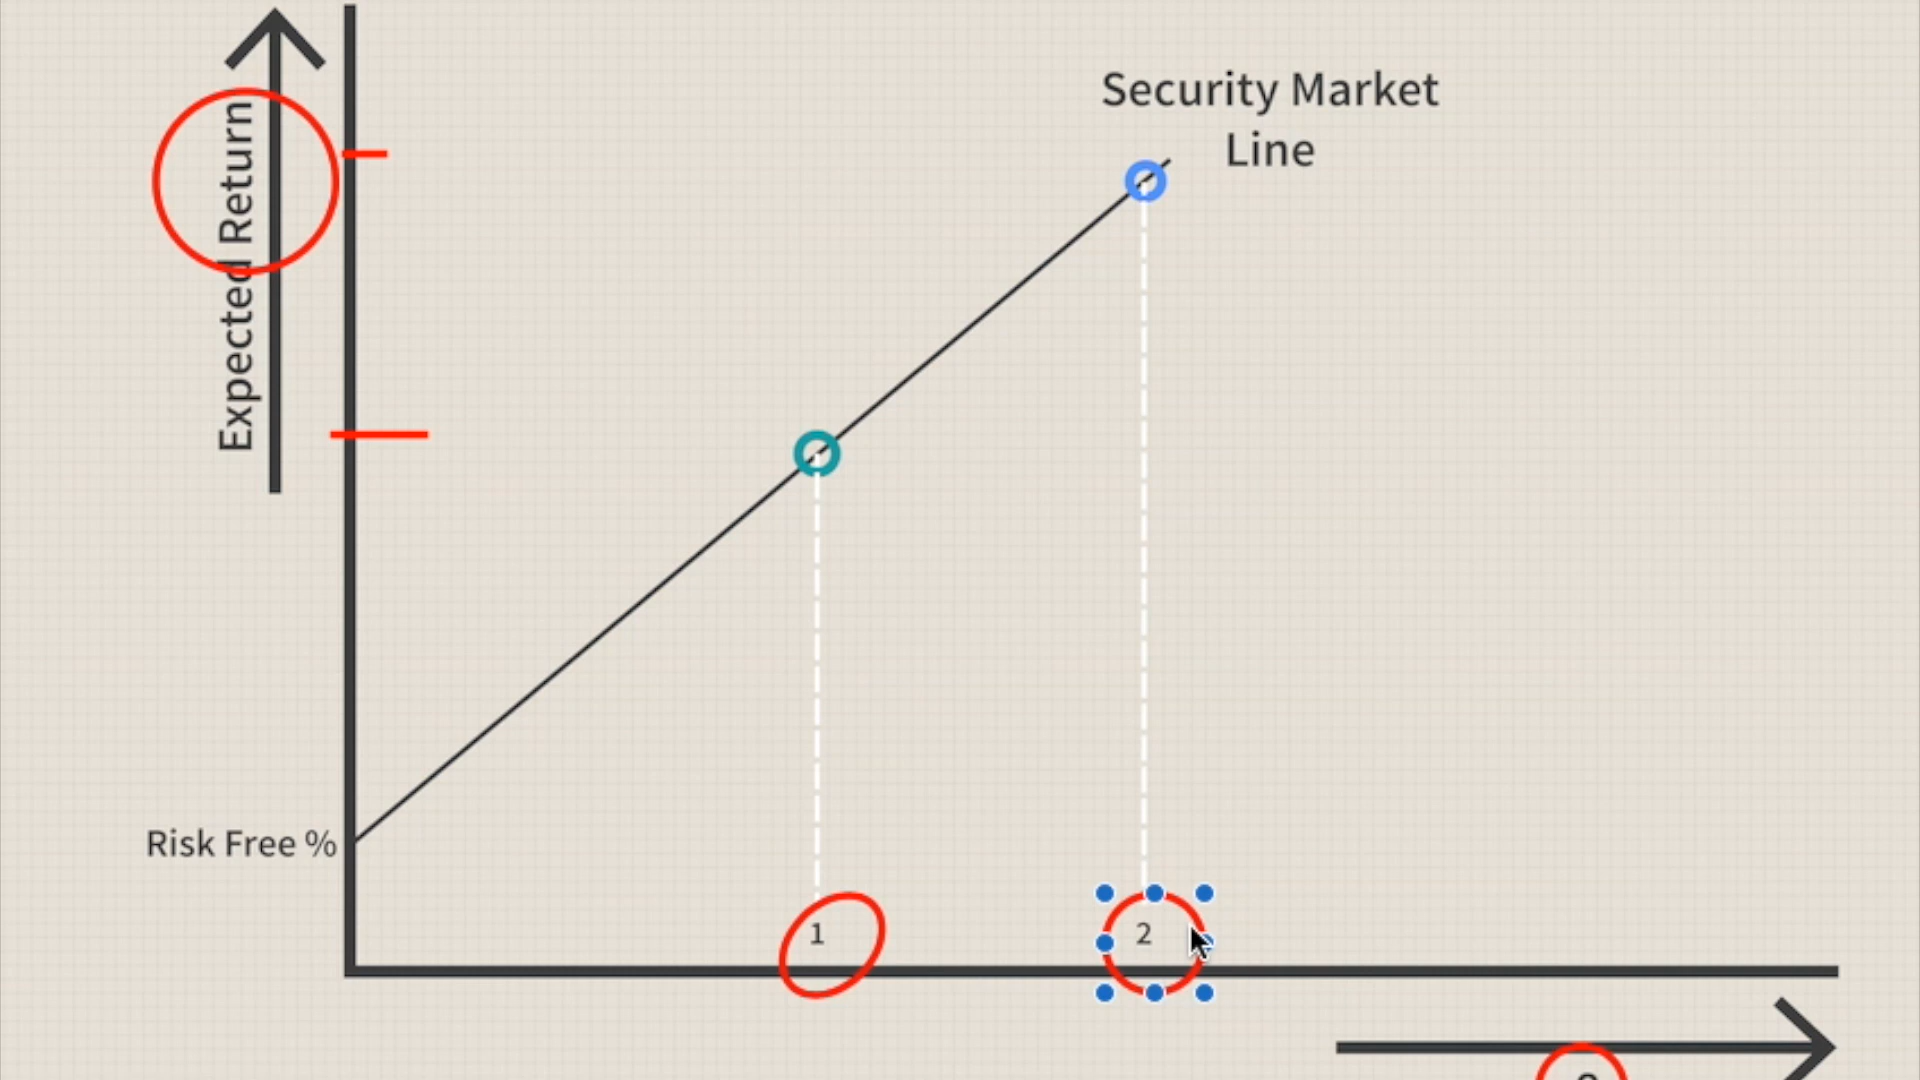 Security Market
Line
Expected Return
Risk Free %
1
2